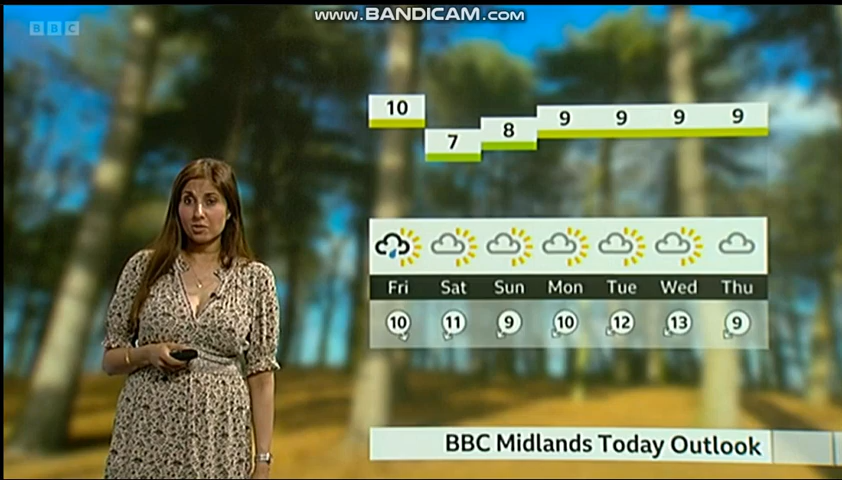 www.BANDICAM.com
BBC
10 7 8 9 9 9 9
Fri Sat Sun Mon Tue Wed Thu
10 11 9 10 12 13 9
BBC Midlands Today Outlook